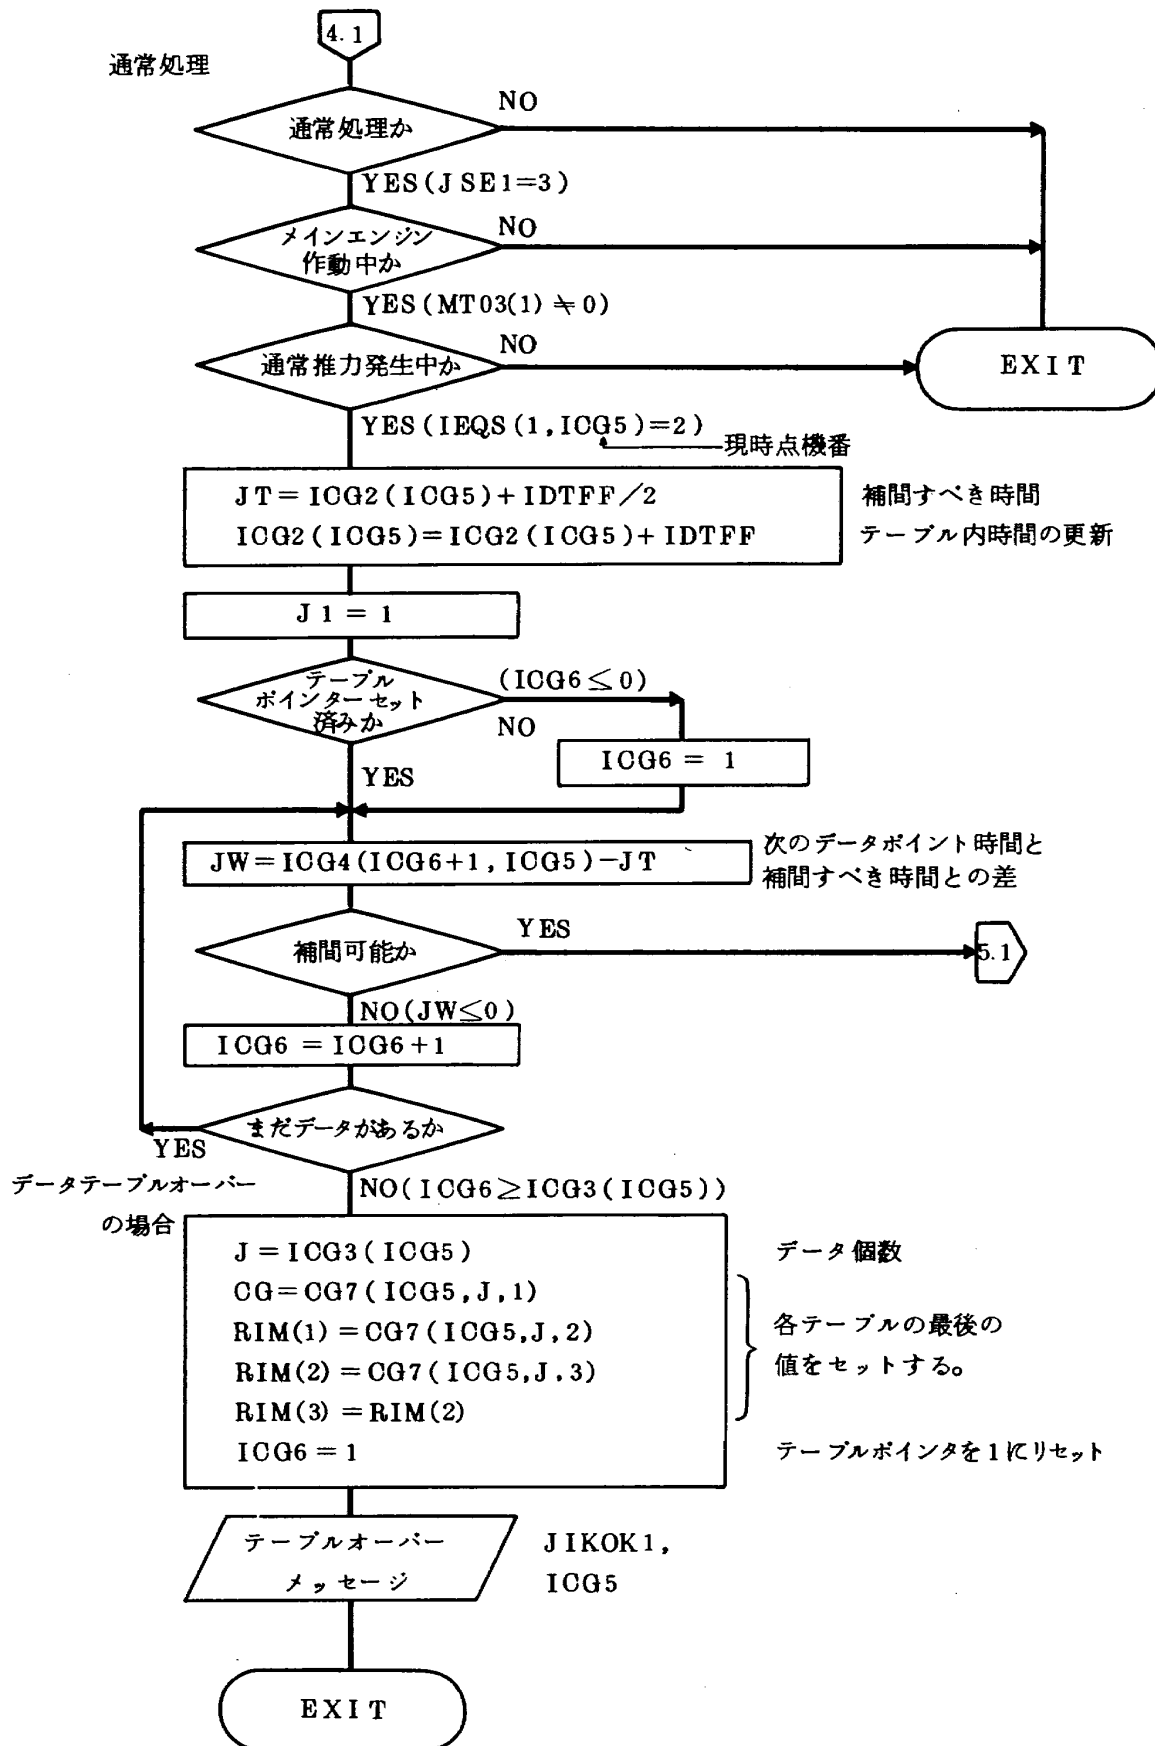 4.1
通常処理
NO
通常処理か
YES(JSE1=3)
NO
メインエンジン
作動中か
YES(MT03(1)≒0)
NO
通常推力発生中か
EXIT
YES(IEQS(1,ICG5)=2)
現時点機番
JT=ICG2(ICG5)+IDTFF/2
補間すべき時間
ICG2(ICG5)=ICG2(ICG5)+IDTFF
テーブル内時間の更新
J1=1
テーブル
ポインターセット
済みか
(ICG6≦0)
NO
ICG6=1
YES
JW=ICG4(ICG6+1,ICG5)-JT
次のデータポイント時間と
補間すべき時間との差
YES
補間可能か
5.1
NO(JW≦0)
ICG6=ICG6+1
まだデータがあるか
YES
データテーブルオーバー
の場合
NO(ICG6≧ICG3(ICG5))
J=ICG3(ICG5)
データ個数
CG=CG7(ICG5,J,1)
RIM(1)=CG7(ICG5,J,2)
各テーブルの最後の
RIM(2)=CG7(ICG5,J,3)
値をセットする。
RIM(3)=RIM(2)
ICG6=1
テーブルポインタを1にリセット
テーブルオーバー
メッセージ
JIKOK1,
ICG5
EXIT